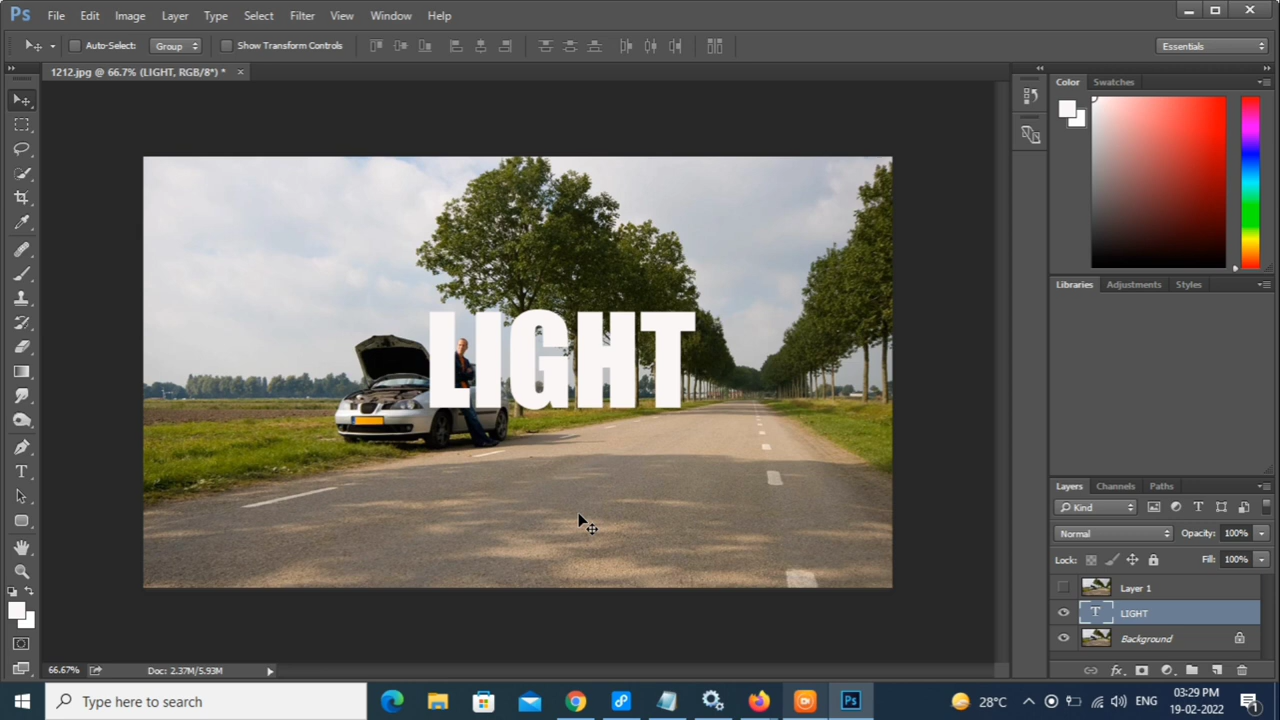 Ps File Edit Image Layer Type Select Filter View Window Help
Auto-Select: Group Show Transform Controls Essentials
1212.jpg @ 66.7% (LIGHT, RGB/8*) * ×
Color Swatches
LIGHT
Libraries Adjustments Styles
Layers Channels Paths
Kind
Normal Opacity: 100%
Lock: Fill: 100%
Layer 1
T LIGHT
Background
66.67% Doc: 2.37M/5.93M
Type here to search
Ps
28°C ENG 03:29 PM
19-02-2022
1